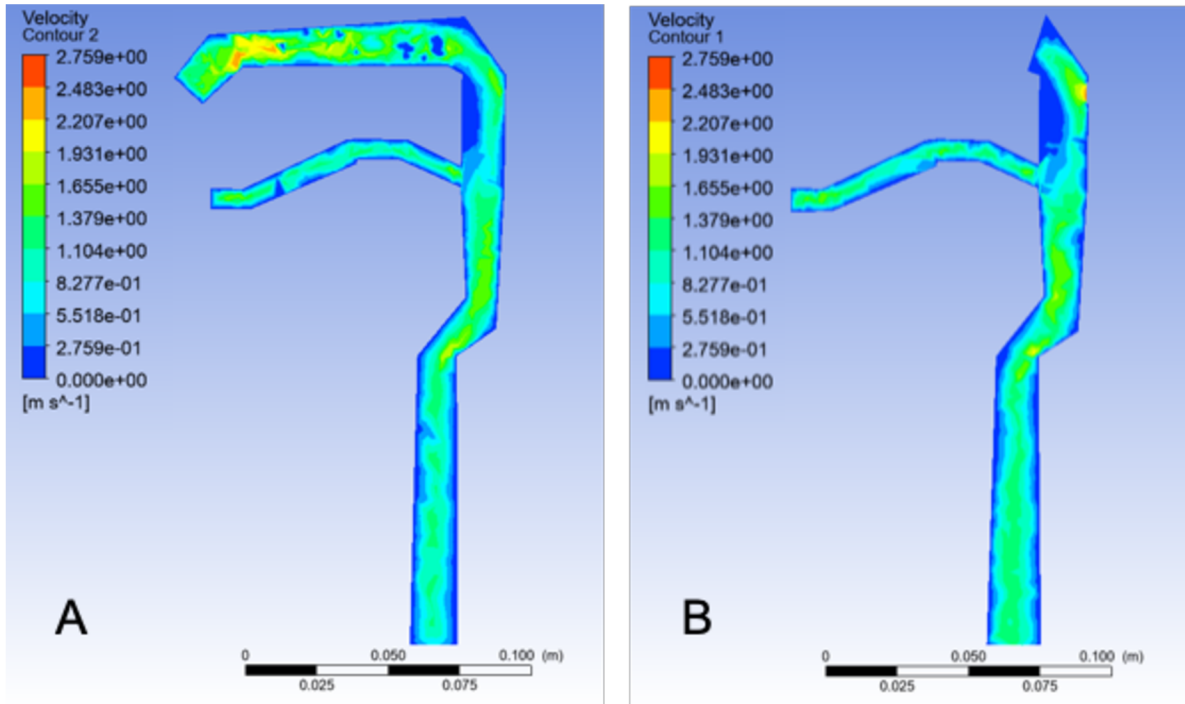 Velocity
Contour 2
2.759e+00
2.483e+00
2.207e+00
1.931e+00
1.655e+00
1.379e+00
1.104e+00
8.277e-01
5.518e-01
2.759e-01
0.000e+00
[m s^-1]
A
0 0.050 0.100 (m)
0.025 0.075
Velocity
Contour 1
2.759e+00
2.483e+00
2.207e+00
1.931e+00
1.655e+00
1.379e+00
1.104e+00
8.277e-01
5.518e-01
2.759e-01
0.000e+00
[m s^-1]
B
0 0.050 0.100 (m)
0.025 0.075